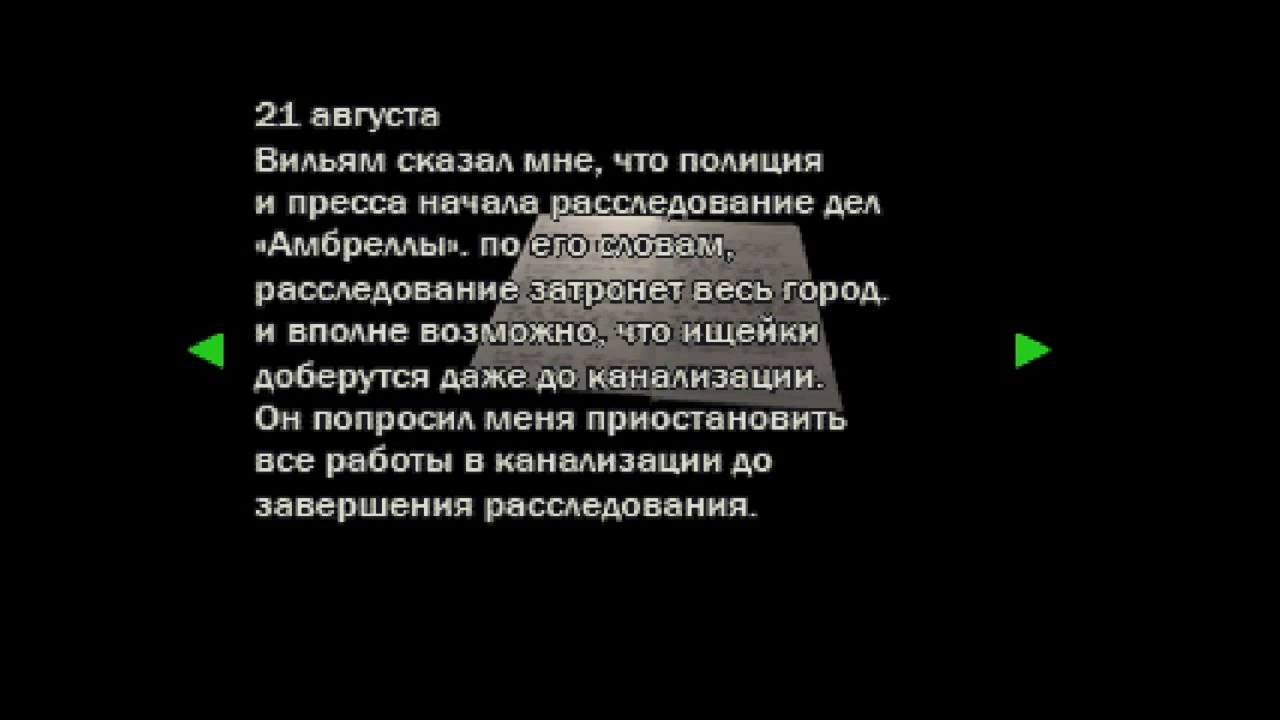 21 августа
Вильям сказал мне, что полиция
и пресса начала расследование дел
«Амбреллы». по его словам,
расследование затронет весь город.
и вполне возможно, что ищейки
доберутся даже до канализации.
Он попросил меня приостановить
все работы в канализации до
завершения расследования.